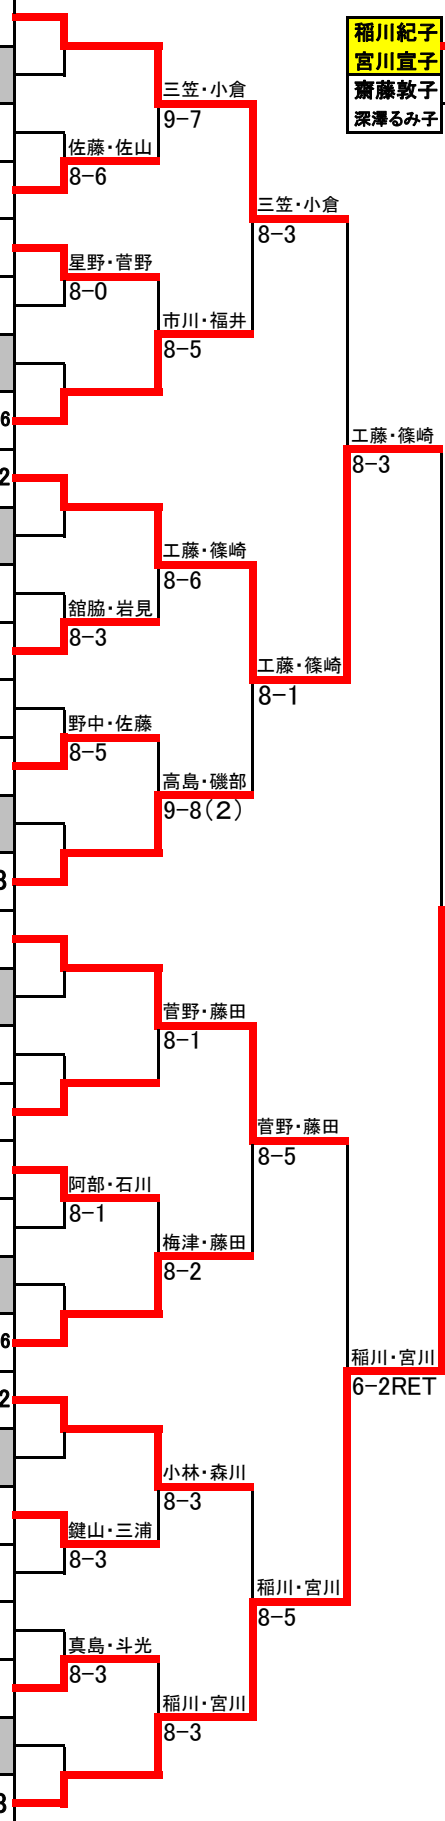 稲川紀子
宮川宣子
齋藤敦子
深澤るみ子
三笠・小倉
9-7
佐藤・佐山
8-6
三笠・小倉
8-3
星野・菅野
8-0
市川・福井
8-5
6
工藤・篠崎
8-3
2
工藤・篠崎
8-6
舘脇・岩見
8-3
工藤・篠崎
8-1
野中・佐藤
8-5
高島・磯部
9-8(2)
3
菅野・藤田
8-1
菅野・藤田
8-5
阿部・石川
8-1
梅津・藤田
8-2
6
稲川・宮川
6-2RET
2
小林・森川
8-3
鍵山・三浦
8-3
稲川・宮川
8-5
真島・斗光
8-3
稲川・宮川
8-3
3